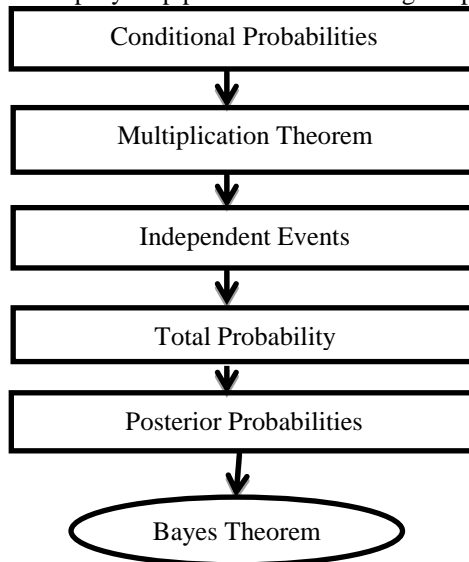 Conditional Probabilities
Multiplication Theorem
Independent Events
Total Probability
Posterior Probabilities
Bayes Theorem